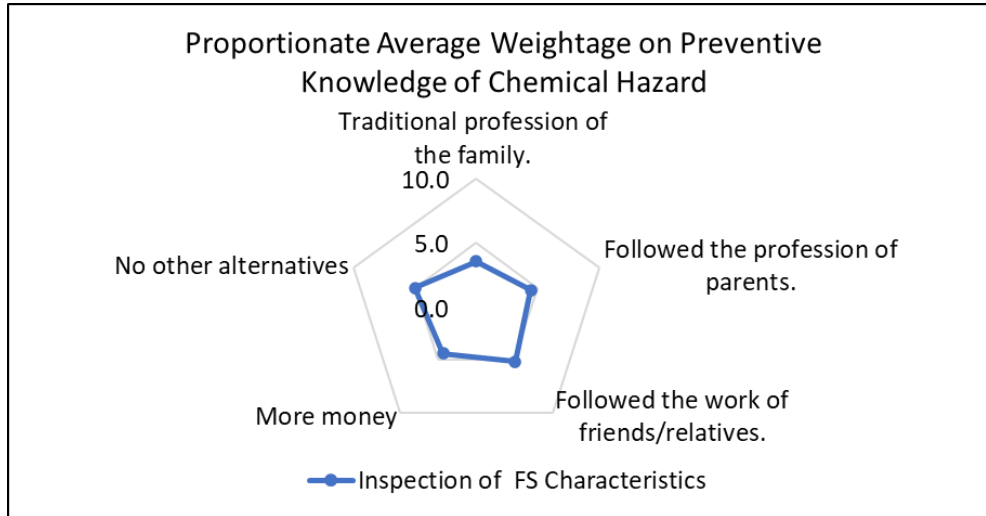 Proportionate Average Weightage on Preventive
Knowledge of Chemical Hazard
Traditional profession of
the family.
10.0
5.0
0.0
No other alternatives
Followed the profession of
parents.
More money
Followed the work of
friends/relatives.
Inspection of  FS Characteristics